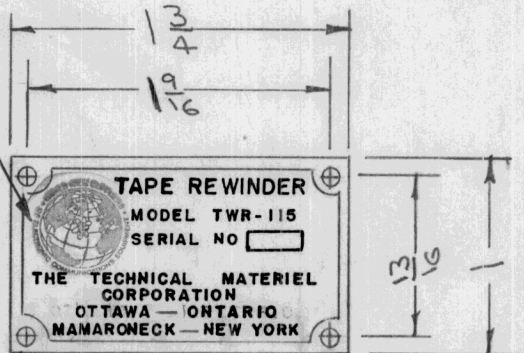 1 3/4
1 9/16
TAPE REWINDER
MODEL TWR-115
SERIAL NO
THE TECHNICAL MATERIEL
CORPORATION
OTTAWA — ONTARIO
MAMARONECK — NEW YORK
13/16
1